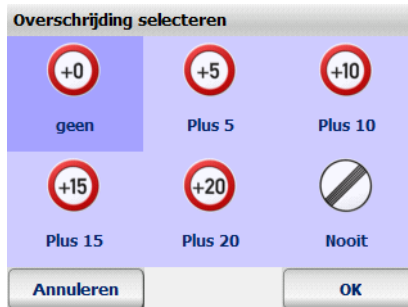 Overschrijding selecteren
+0
+5
+10
geen
Plus 5
Plus 10
+15
+20
Plus 15
Plus 20
Nooit
Annuleren
OK